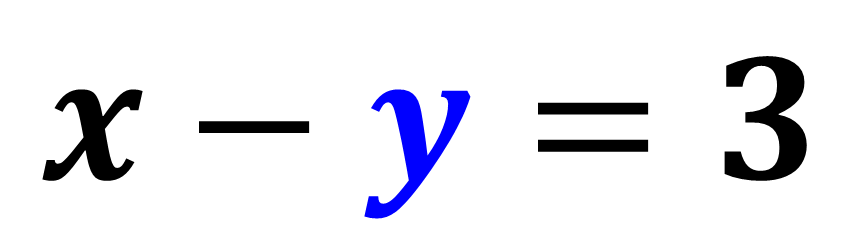 x − y = 3